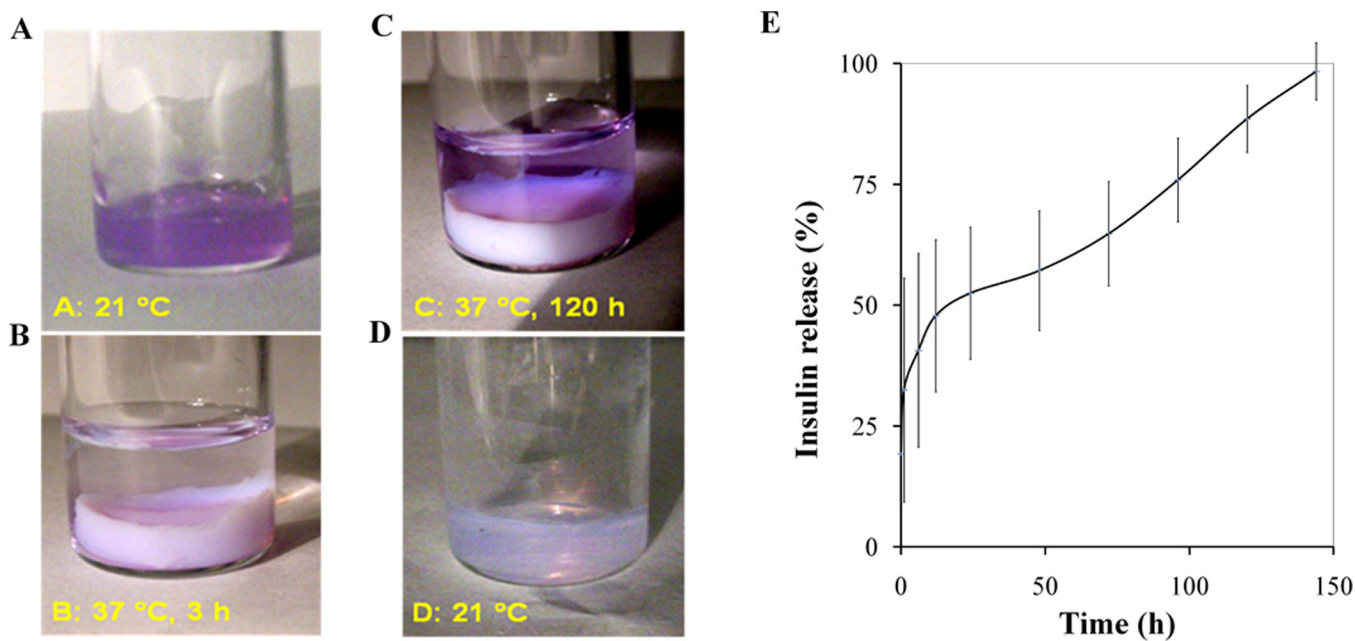 A
A: 21 °C
B
B: 37 °C, 3 h
C
C: 37 °C, 120 h
D
D: 21 °C
E
Insulin release (%)
100
75
50
25
0
0 50 100 150
Time (h)